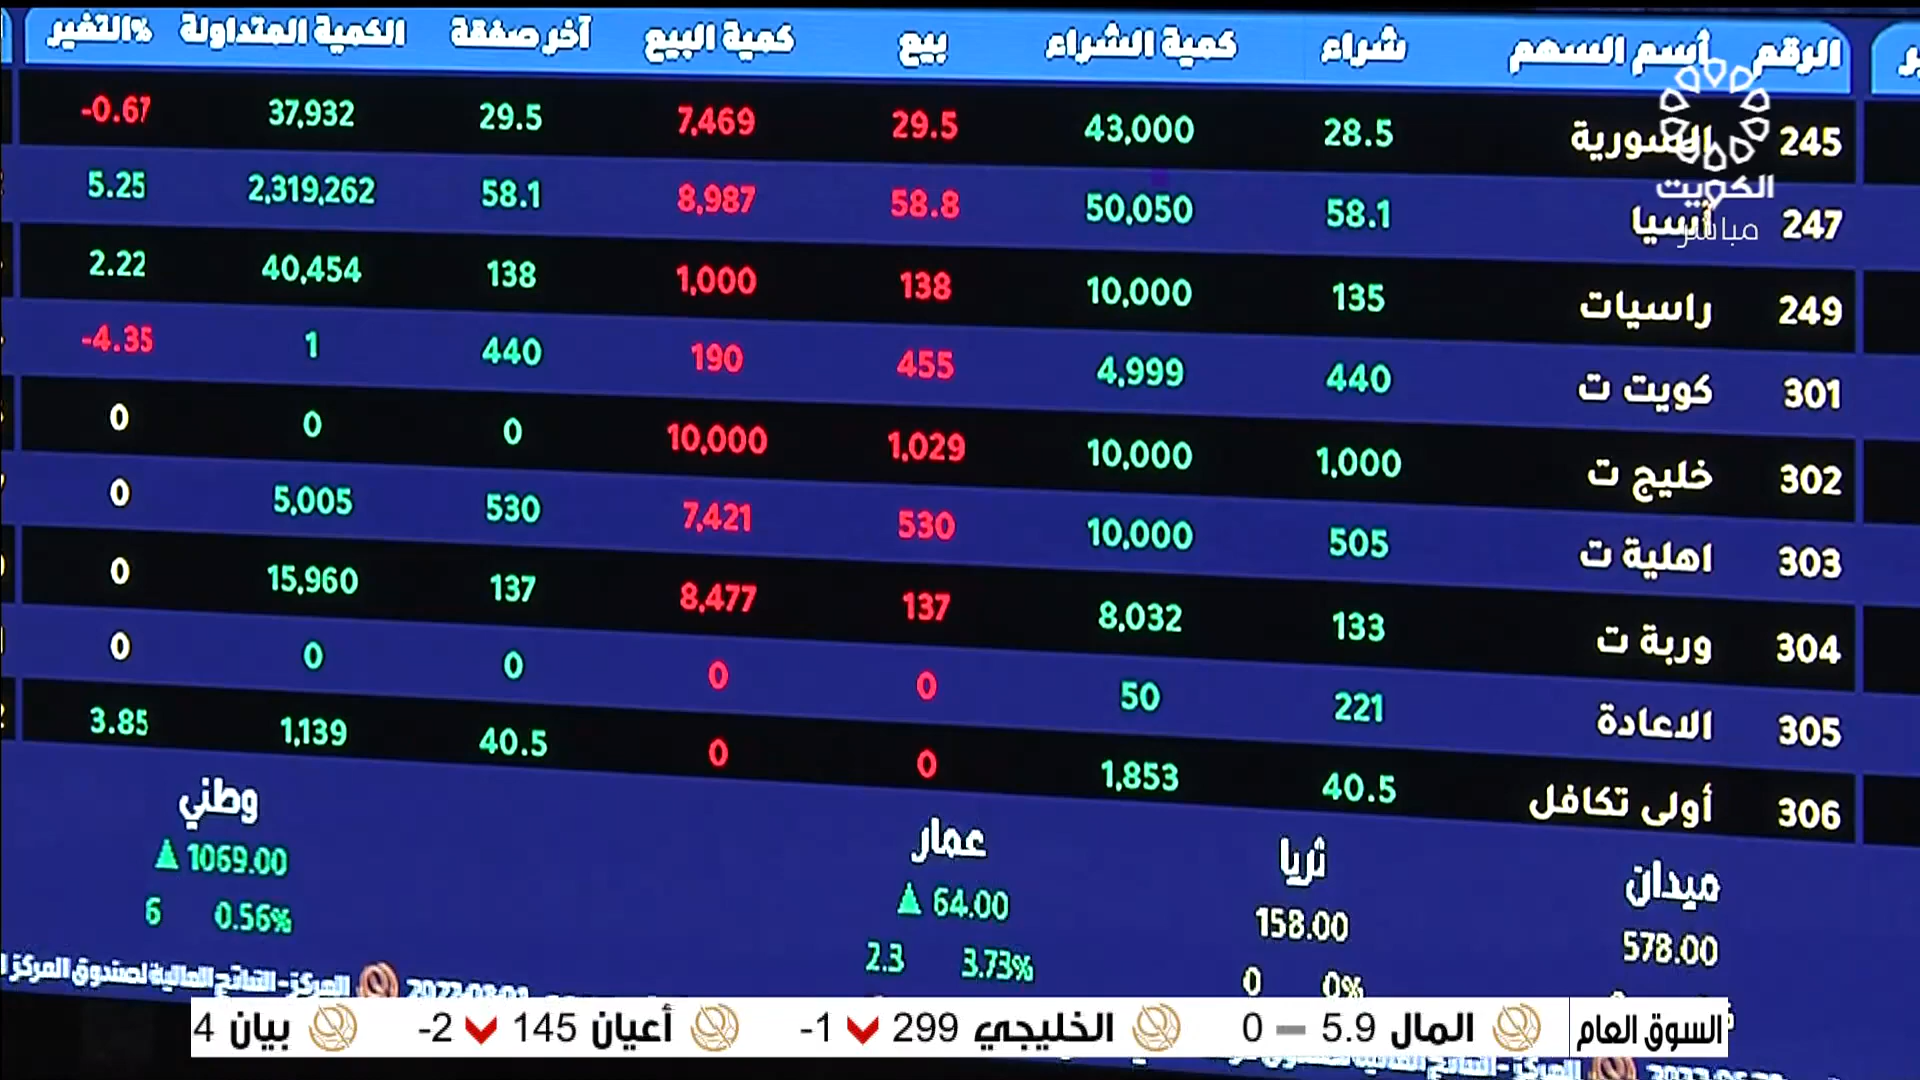 الرقم أسم السهم شراء كمية الشراء بيع كمية البيع آخر صفقة الكمية المتداولة التغير%
245 السورية 28.5 43,000 29.5 7,469 29.5 37,932 -0.67
247 آسيا 58.1 50,050 58.8 8,987 58.1 2,319,262 5.25
249 راسيات 135 10,000 138 1,000 138 40,454 2.22
301 كويت ت 440 4,999 455 190 440 1 -4.35
302 خليج ت 1,000 10,000 1,029 10,000 0 0 0
303 اهلية ت 505 10,000 530 7,421 530 5,005 0
304 وربة ت 133 8,032 137 8,477 137 15,960 0
305 الاعادة 221 50 0 0 0 0 0
306 أولى تكافل 40.5 1,853 0 0 40.5 1,139 3.85
الكويت
مباشر
ميدان ثريا عمار وطني
578.00 158.00 64.00 ▲ 1069.00 ▲
0 0% 2.3 3.73% 6 0.56%
المركز - النتائج المالية لصندوق المركز
السوق العام المال 5.9 0 الخليجي 299 -1 أعيان 145 -2 بيان 4